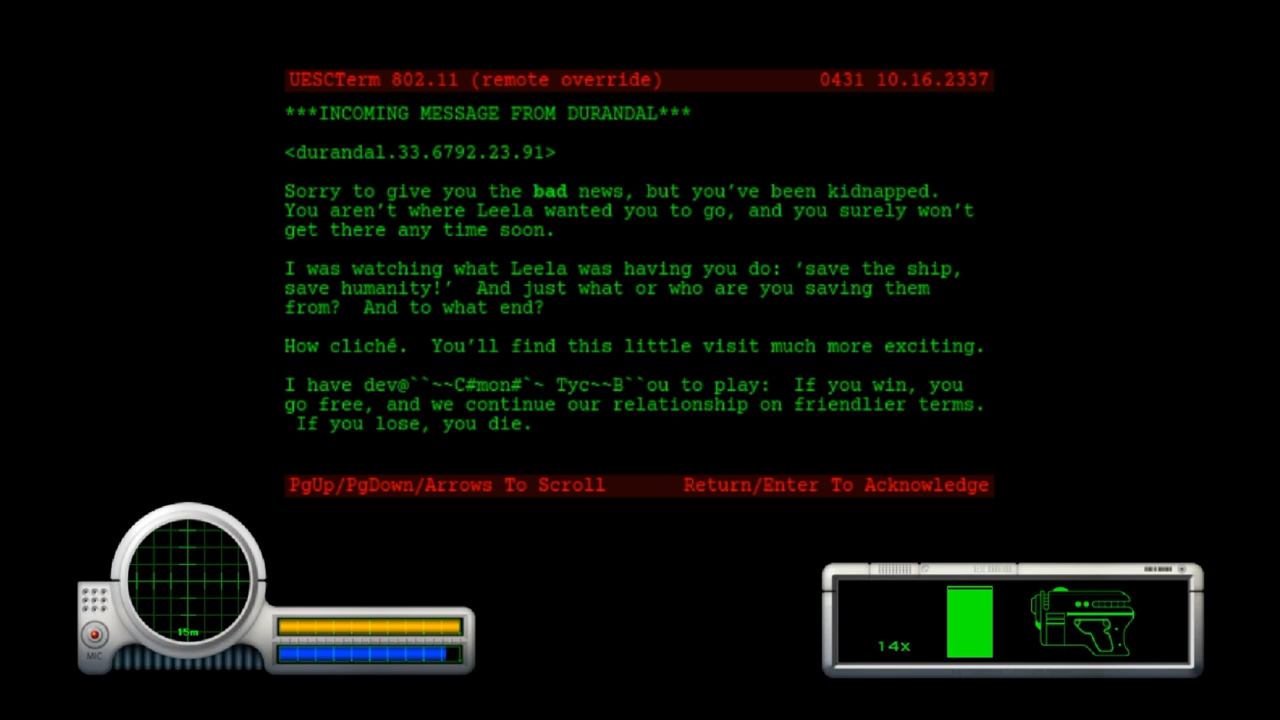 UESCTerm 802.11 (remote override) 0431 10.16.2337
***INCOMING MESSAGE FROM DURANDAL***
<durandal.33.6792.23.91>
Sorry to give you the bad news, but you’ve been kidnapped.
You aren’t where Leela wanted you to go, and you surely won’t
get there any time soon.
I was watching what Leela was having you do: ‘save the ship,
save humanity!’  And just what or who are you saving them
from?  And to what end?
How cliché.  You’ll find this little visit much more exciting.
I have dev@``~~C#mon#`~ Tyc~~B``ou to play:  If you win, you
go free, and we continue our relationship on friendlier terms.
If you lose, you die.
PgUp/PgDown/Arrows To Scroll Return/Enter To Acknowledge
15m
MIC
14x